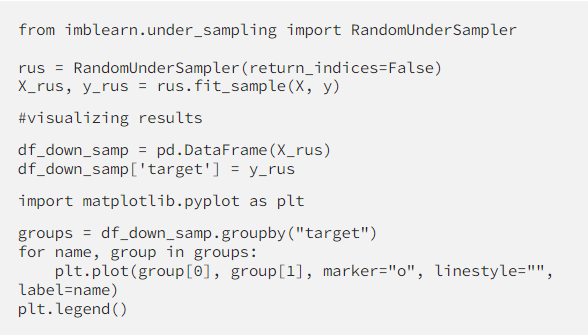 from imblearn.under_sampling import RandomUnderSampler
rus = RandomUnderSampler(return_indices=False)
X_rus, y_rus = rus.fit_sample(X, y)
#visualizing results
df_down_samp = pd.DataFrame(X_rus)
df_down_samp['target'] = y_rus
import matplotlib.pyplot as plt
groups = df_down_samp.groupby("target")
for name, group in groups:
    plt.plot(group[0], group[1], marker="o", linestyle="",
label=name)
plt.legend()